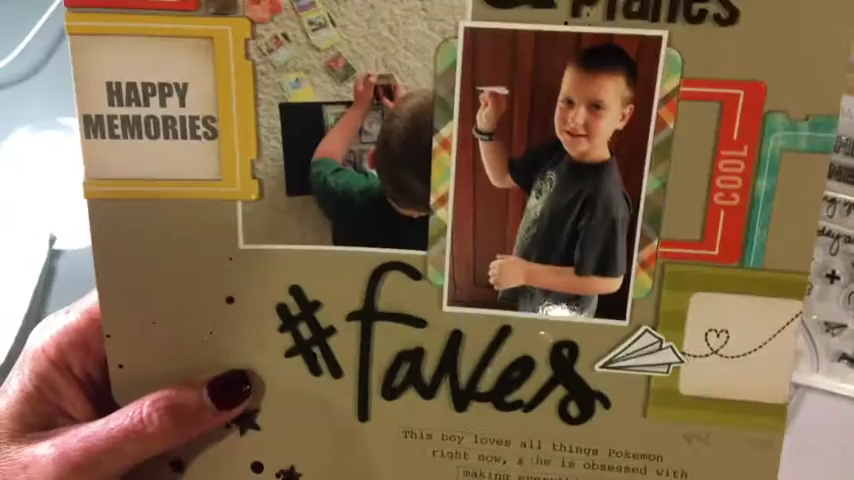 & planes
HAPPY
MEMORIES
COOL
#faves
This boy loves all things Pokemon
right now, & he is obsessed with